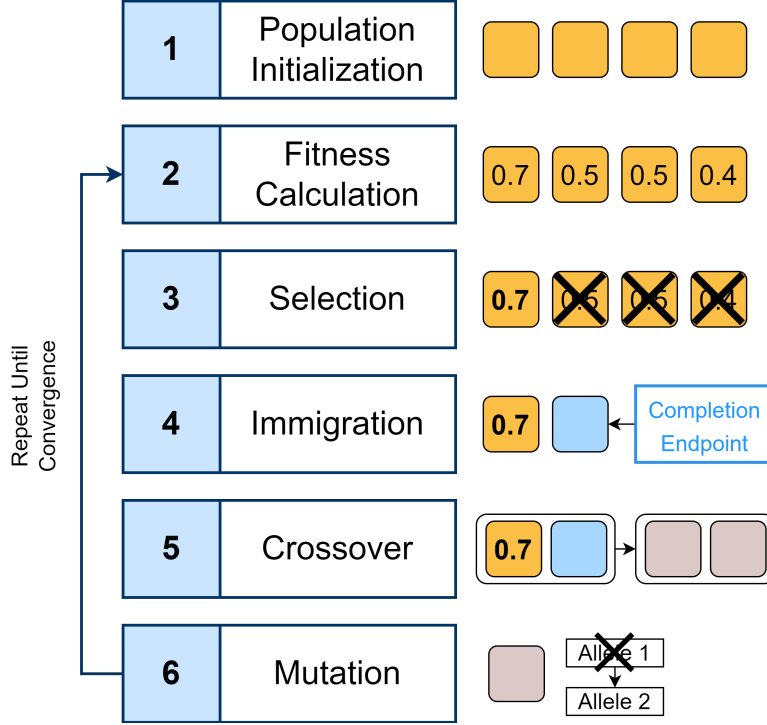 1
Population
Initialization
2
Fitness
Calculation
0.7 0.5 0.5 0.4
3
Selection
0.7 0.5 0.5 0.4
4
Immigration
0.7
Completion
Endpoint
5
Crossover
0.7
6
Mutation
Allele 1
Allele 2
Repeat Until
Convergence